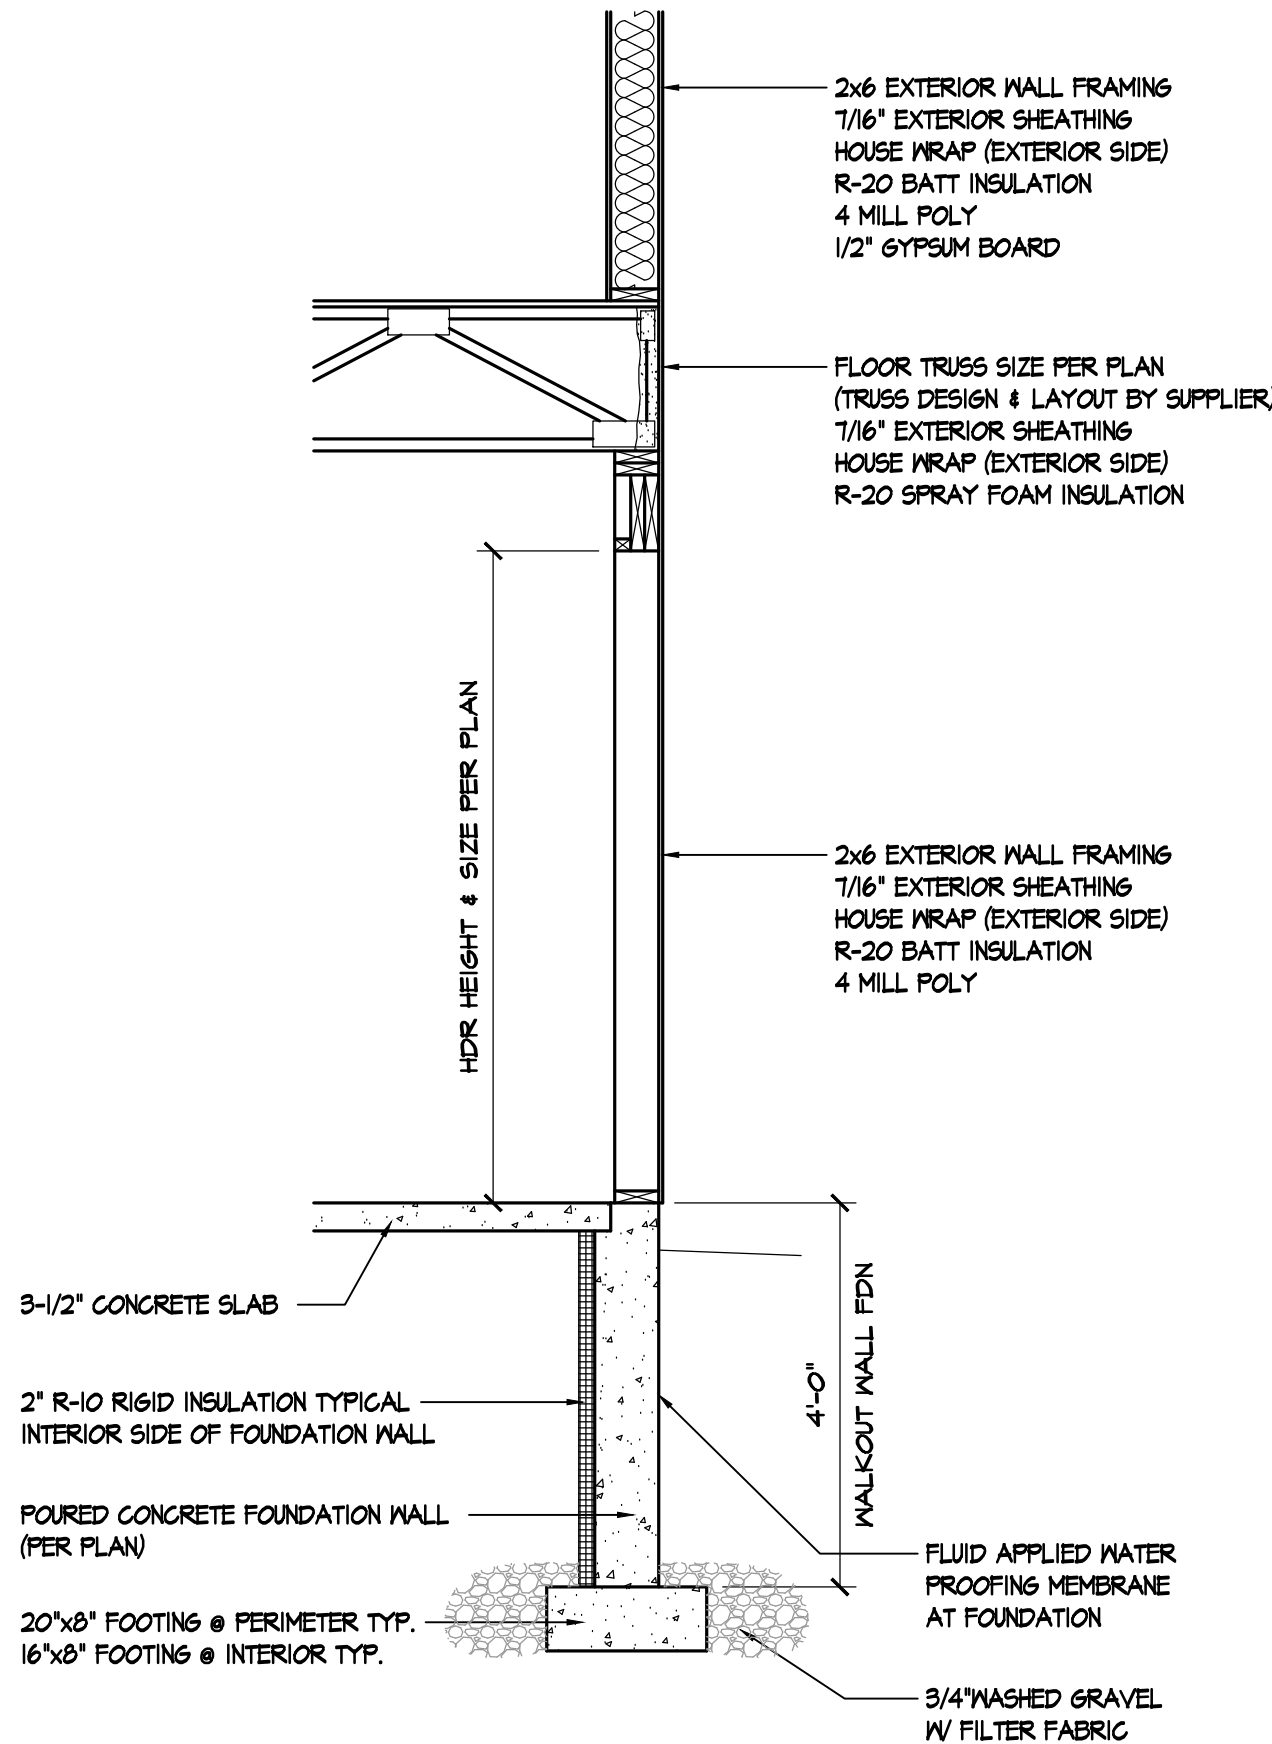 2x6 EXTERIOR WALL FRAMING
7/16" EXTERIOR SHEATHING
HOUSE WRAP (EXTERIOR SIDE)
R-20 BATT INSULATION
4 MILL POLY
1/2" GYPSUM BOARD
FLOOR TRUSS SIZE PER PLAN
(TRUSS DESIGN & LAYOUT BY SUPPLIER)
7/16" EXTERIOR SHEATHING
HOUSE WRAP (EXTERIOR SIDE)
R-20 SPRAY FOAM INSULATION
HDR HEIGHT & SIZE PER PLAN
2x6 EXTERIOR WALL FRAMING
7/16" EXTERIOR SHEATHING
HOUSE WRAP (EXTERIOR SIDE)
R-20 BATT INSULATION
4 MILL POLY
3-1/2" CONCRETE SLAB
2" R-10 RIGID INSULATION TYPICAL
INTERIOR SIDE OF FOUNDATION WALL
POURED CONCRETE FOUNDATION WALL
(PER PLAN)
20"x8" FOOTING @ PERIMETER TYP.
16"x8" FOOTING @ INTERIOR TYP.
4'-0"
WALKOUT WALL FDN
FLUID APPLIED WATER
PROOFING MEMBRANE
AT FOUNDATION
3/4"WASHED GRAVEL
W/ FILTER FABRIC